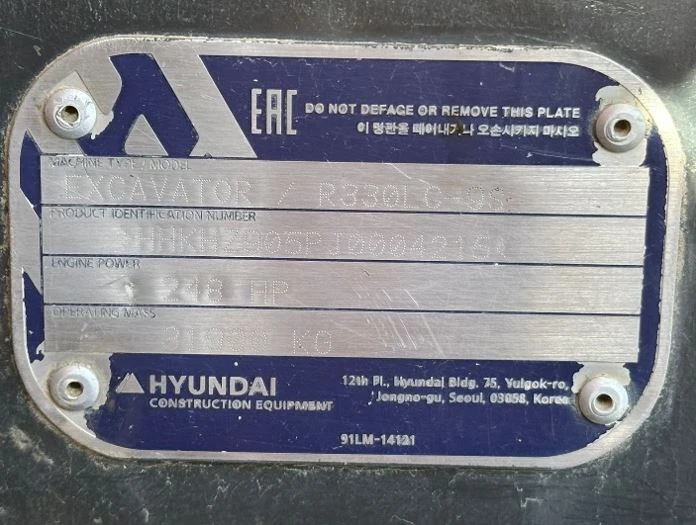 EAC DO NOT DEFACE OR REMOVE THIS PLATE
이 명판을 떼어내거나 오손시키지 마시오
MACHINE TYPE / MODEL
EXCAVATOR / R330LC-9S
PRODUCT IDENTIFICATION NUMBER
ENGINE POWER
248 HP
OPERATING MASS
KG
HYUNDAI
CONSTRUCTION EQUIPMENT
12th Fl., Hyundai Bldg. 75, Yulgok-ro,
Jongno-gu, Seoul, 03058, Korea
91LM-14121